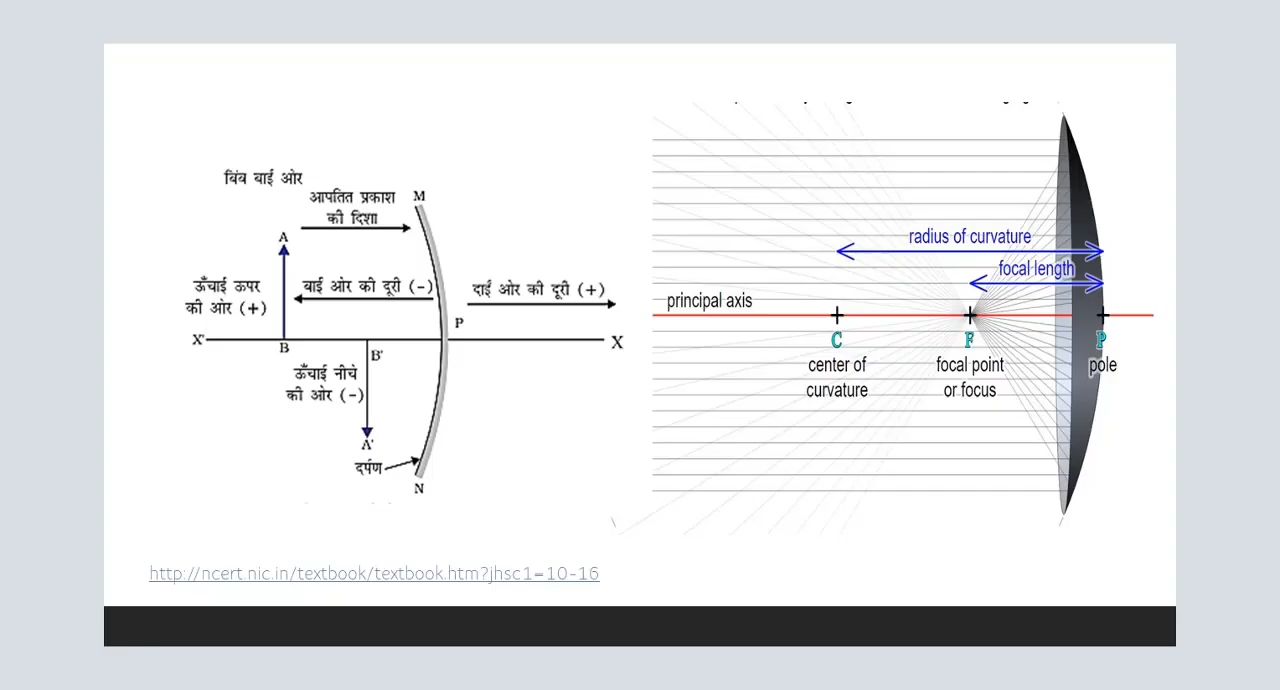 बिंब बाईं ओर
आपतित प्रकाश
की दिशा
M
A
ऊँचाई ऊपर
की ओर (+)
बाईं ओर की दूरी (-)
दाईं ओर की दूरी (+)
P
X'
B
B'
X
ऊँचाई नीचे
की ओर (-)
A'
दर्पण
N
radius of curvature
focal length
principal axis
C
F
P
center of
curvature
focal point
or focus
pole
http://ncert.nic.in/textbook/textbook.htm?jhsc1=10-16